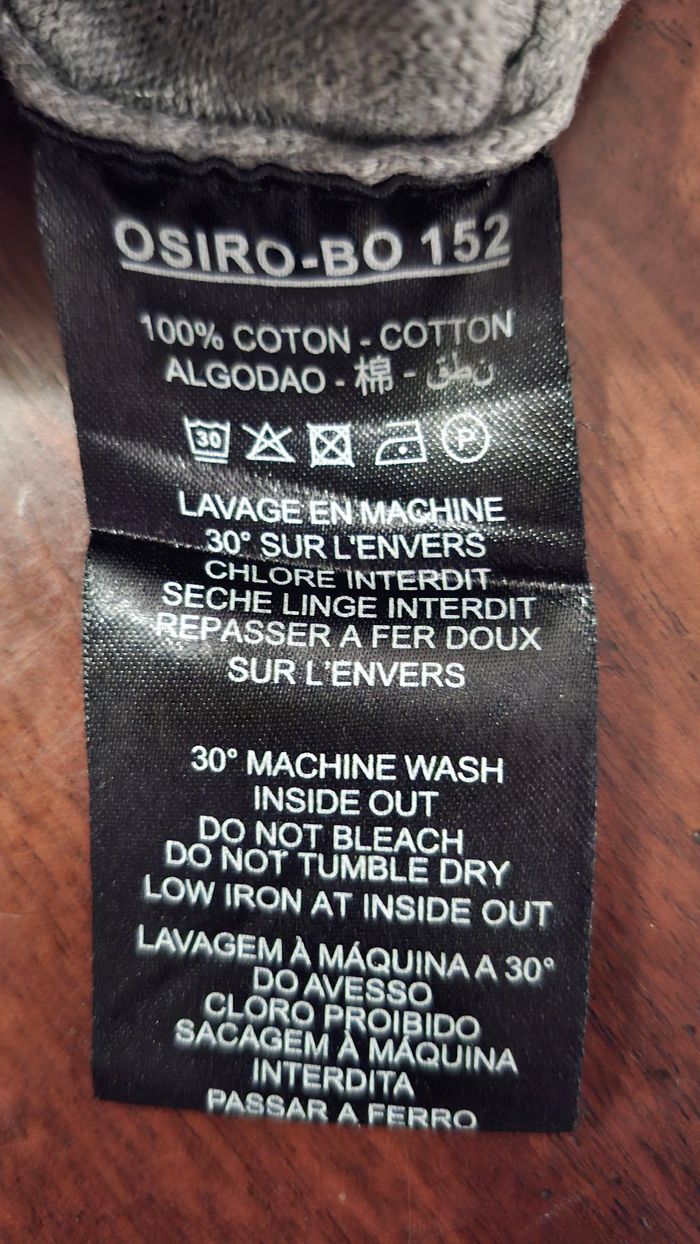 OSIRO-BO 152
100% COTON - COTTON
ALGODAO - 棉 - نطق
30 P
LAVAGE EN MACHINE
30° SUR L'ENVERS
CHLORE INTERDIT
SECHE LINGE INTERDIT
REPASSER A FER DOUX
SUR L'ENVERS
30° MACHINE WASH
INSIDE OUT
DO NOT BLEACH
DO NOT TUMBLE DRY
LOW IRON AT INSIDE OUT
LAVAGEM À MÁQUINA A 30°
DO AVESSO
CLORO PROIBIDO
SACAGEM À MÁQUINA
INTERDITA
PASSAR A FERRO